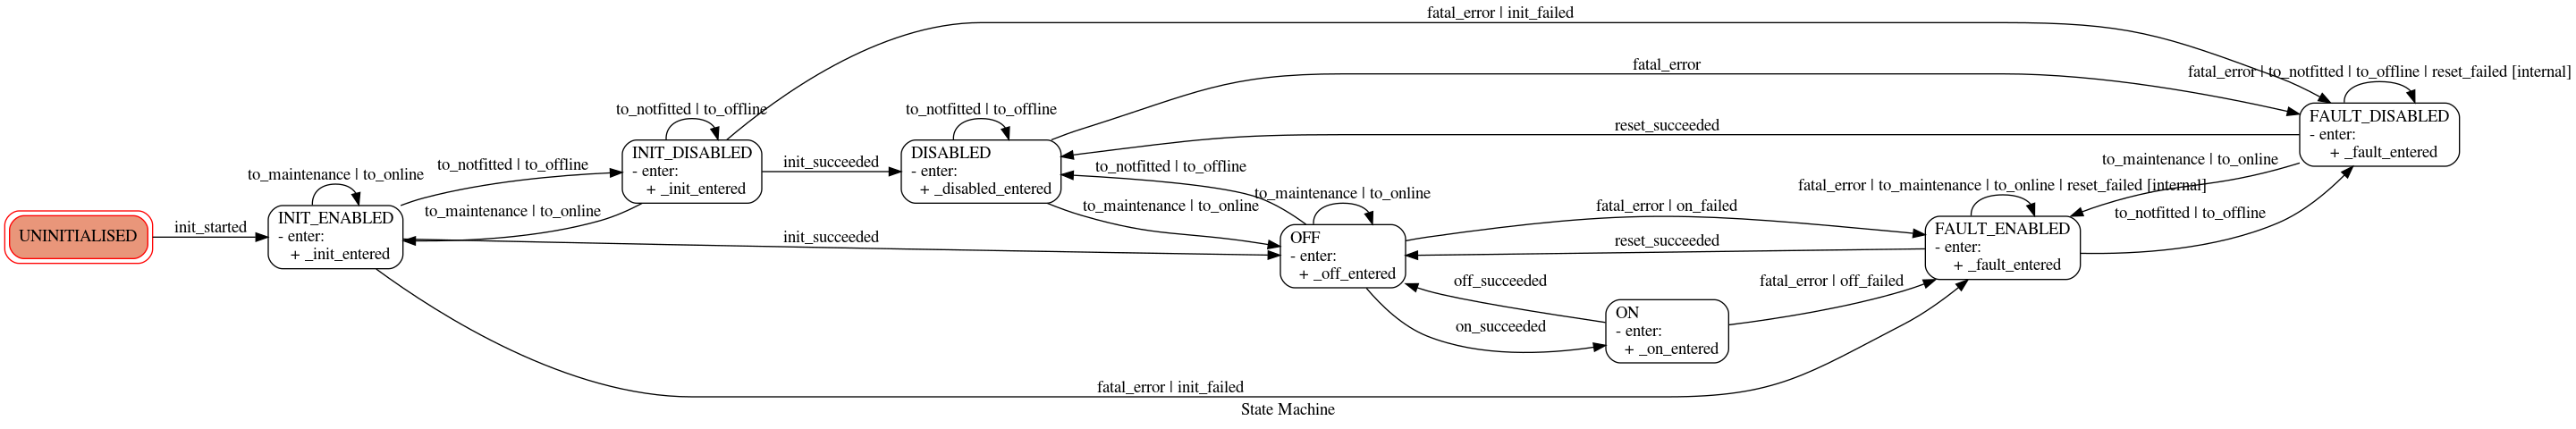 fatal_error | init_failed
fatal_error
fatal_error | to_notfitted | to_offline | reset_failed [internal]
to_notfitted | to_offline
to_notfitted | to_offline
FAULT_DISABLED
- enter:
+ _fault_entered
reset_succeeded
INIT_DISABLED
- enter:
+ _init_entered
init_succeeded
DISABLED
- enter:
+ _disabled_entered
to_notfitted | to_offline
to_maintenance | to_online
to_notfitted | to_offline
to_maintenance | to_online
to_maintenance | to_online
fatal_error | to_maintenance | to_online | reset_failed [internal]
to_maintenance | to_online
to_maintenance | to_online
fatal_error | on_failed
to_notfitted | to_offline
UNINITIALISED
init_started
INIT_ENABLED
- enter:
+ _init_entered
init_succeeded
OFF
- enter:
+ _off_entered
reset_succeeded
FAULT_ENABLED
- enter:
+ _fault_entered
off_succeeded
fatal_error | off_failed
on_succeeded
ON
- enter:
+ _on_entered
fatal_error | init_failed
State Machine